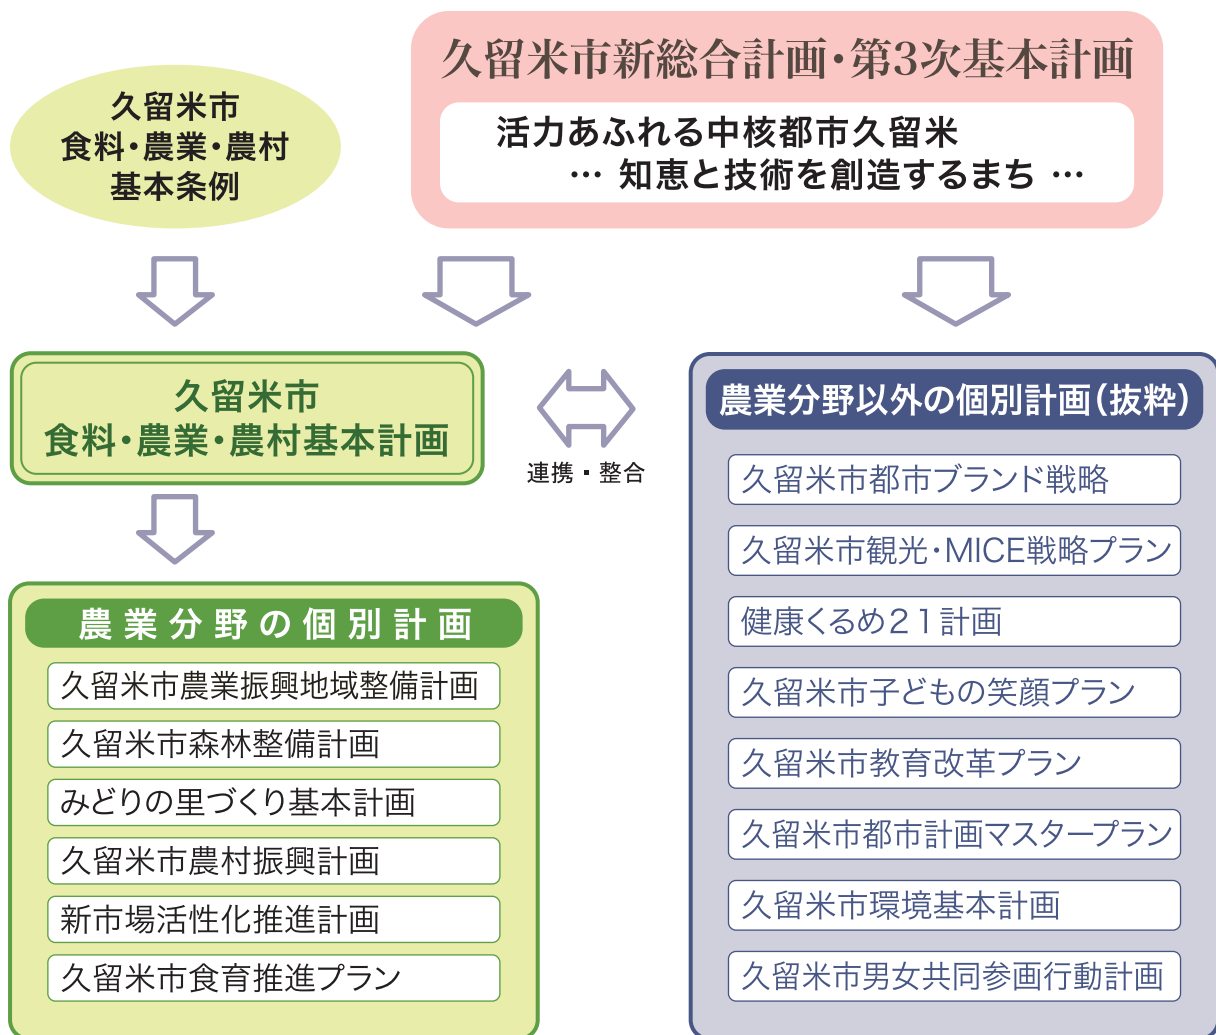 久留米市
食料・農業・農村
基本条例
久留米市新総合計画・第3次基本計画
活力あふれる中核都市久留米
… 知恵と技術を創造するまち …
久留米市
食料・農業・農村基本計画
連携・整合
農業分野の個別計画
久留米市農業振興地域整備計画
久留米市森林整備計画
みどりの里づくり基本計画
久留米市農村振興計画
新市場活性化推進計画
久留米市食育推進プラン
農業分野以外の個別計画（抜粋）
久留米市都市ブランド戦略
久留米市観光・MICE戦略プラン
健康くるめ２１計画
久留米市子どもの笑顔プラン
久留米市教育改革プラン
久留米市都市計画マスタープラン
久留米市環境基本計画
久留米市男女共同参画行動計画